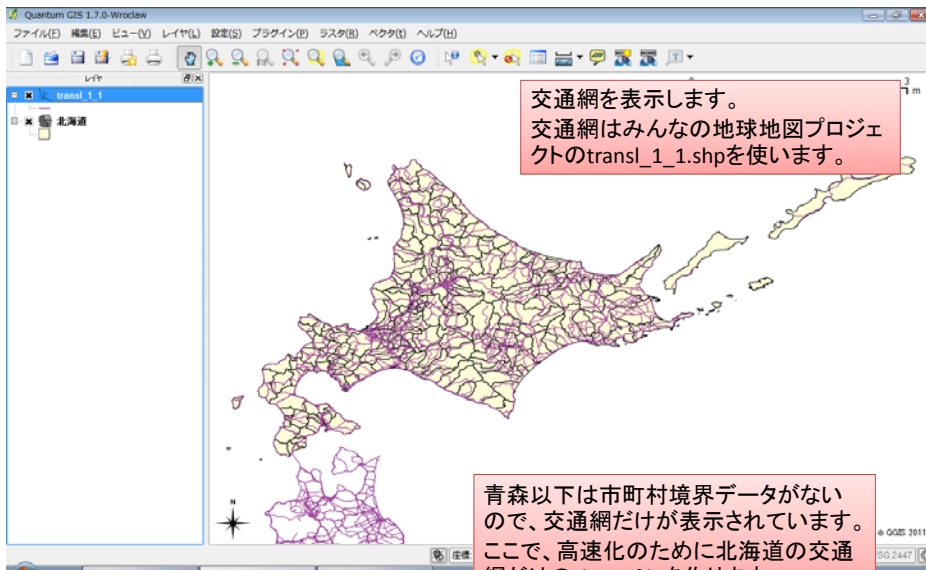 Quantum GIS 1.7.0-Wroclaw
ファイル(F) 編集(E) ビュー(V) レイヤ(L) 設定(S) プラグイン(P) ラスタ(R) ベクタ(t) ヘルプ(H)
レイヤ
transl_1_1
北海道
3
m
交通網を表示します。
交通網はみんなの地球地図プロジェ
クトのtransl_1_1.shpを使います。
N
青森以下は市町村境界データがない
ので、交通網だけが表示されています。
ここで、高速化のために北海道の交通
© QGIS 2011
座標: